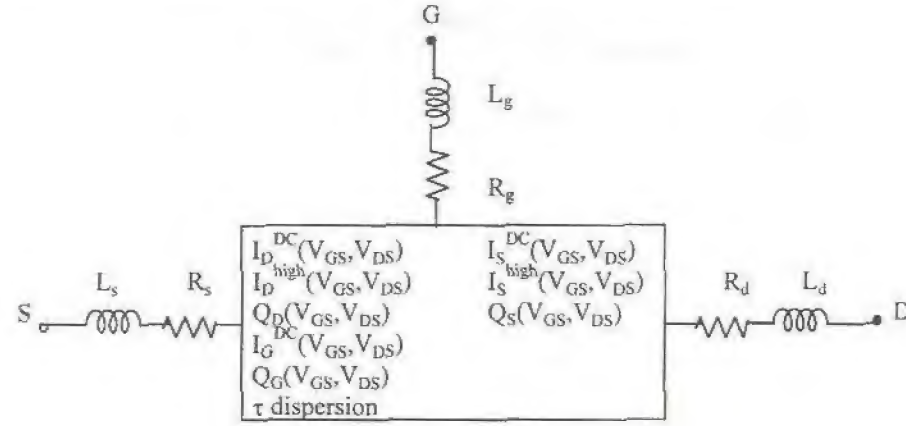 G
L_g
R_g
I_D^DC(V_GS,V_DS)
I_D^high(V_GS,V_DS)
Q_D(V_GS,V_DS)
I_G^DC(V_GS,V_DS)
Q_G(V_GS,V_DS)
τ dispersion
I_S^DC(V_GS,V_DS)
I_S^high(V_GS,V_DS)
Q_S(V_GS,V_DS)
S
L_s
R_s
R_d
L_d
D